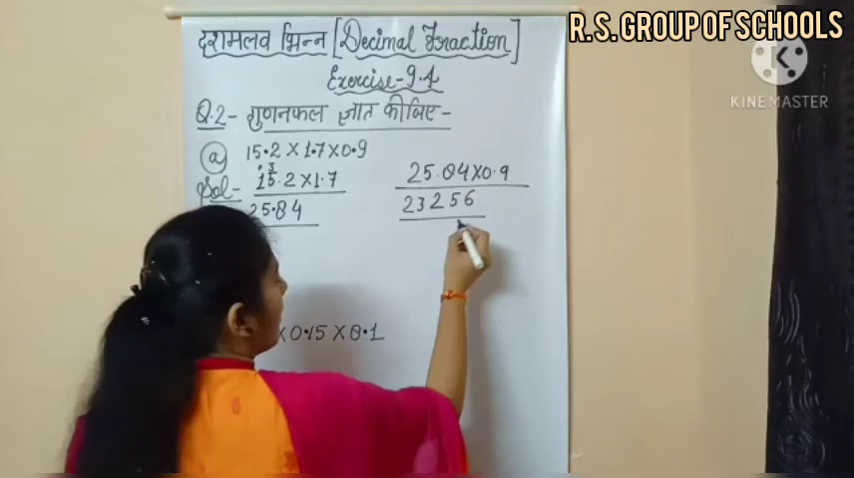 R.S. GROUP OF SCHOOLS
KINEMASTER
दशमलव भिन्न [Decimal Fraction]
Exercise-9.4
Q.2- गुणनफल ज्ञात कीजिए-
(a) 15.2 × 1.7 × 0.9
Sol- 15.2 × 1.7
25.84
25.84 × 0.9
23256
× 0.15 × 0.1